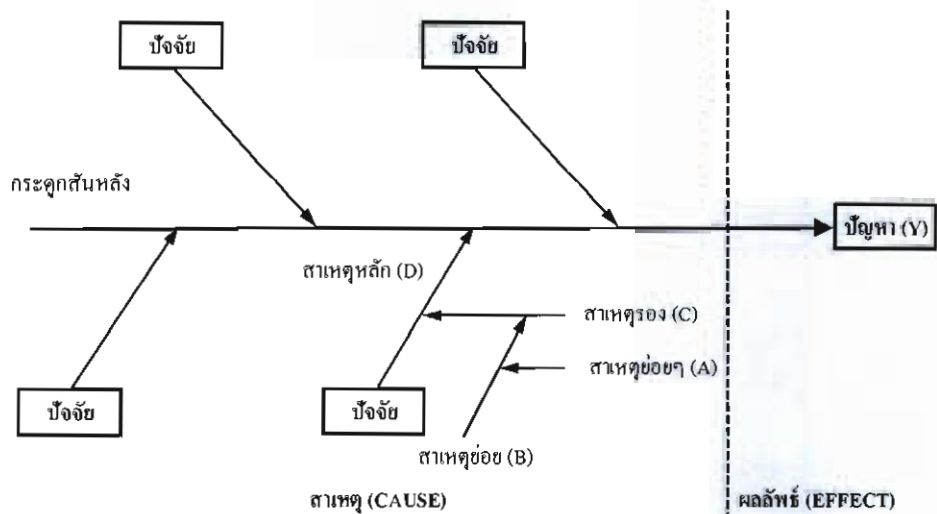 ปัจจัย
ปัจจัย
กระดูกสันหลัง
ปัญหา (Y)
สาเหตุหลัก (D)
สาเหตุรอง (C)
สาเหตุย่อยๆ (A)
ปัจจัย
ปัจจัย
สาเหตุย่อย (B)
สาเหตุ (CAUSE)
ผลลัพธ์ (EFFECT)